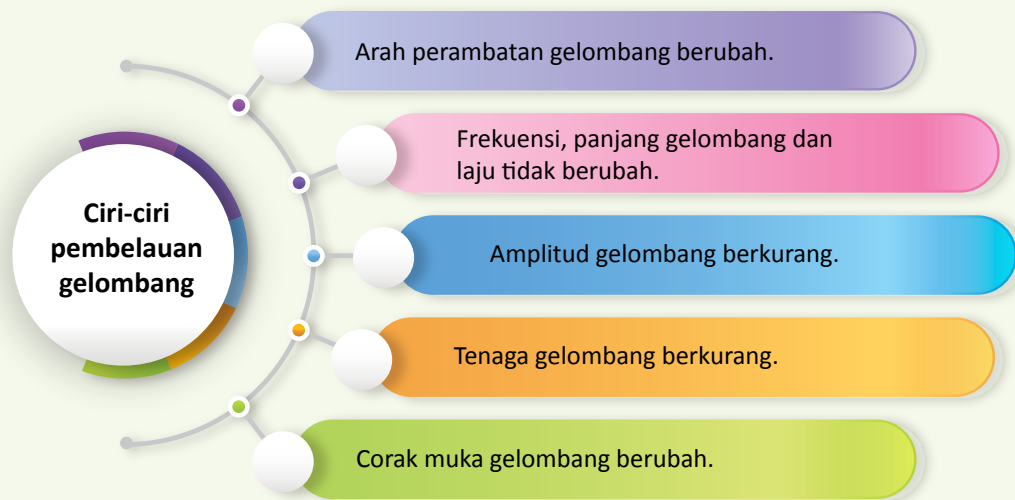 Ciri-ciri
pembelauan
gelombang
Arah perambatan gelombang berubah.
Frekuensi, panjang gelombang dan
laju tidak berubah.
Amplitud gelombang berkurang.
Tenaga gelombang berkurang.
Corak muka gelombang berubah.